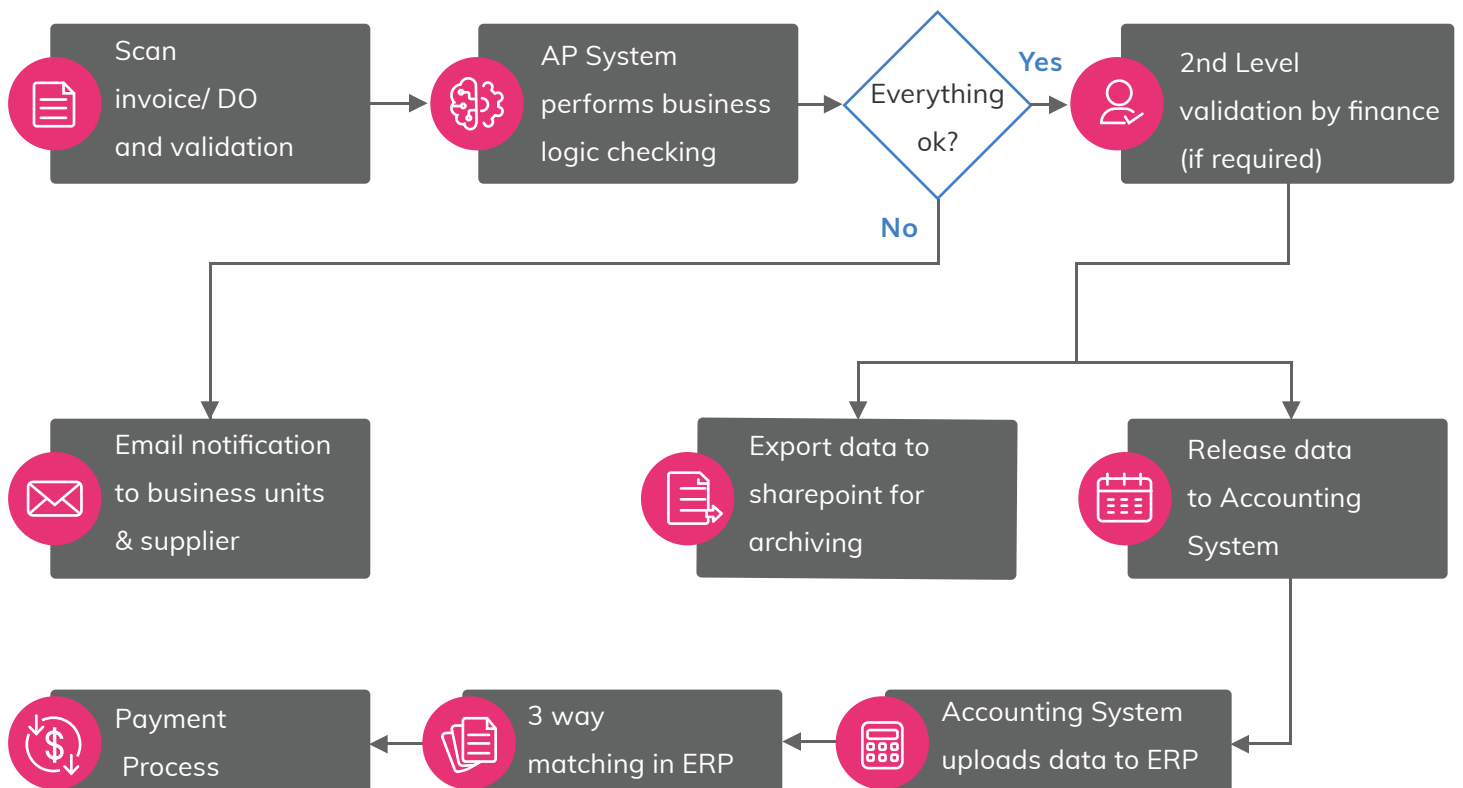 Scan
invoice/ DO
and validation
AP System
performs business
logic checking
Everything
ok?
Yes
No
2nd Level
validation by finance
(if required)
Email notification
to business units
& supplier
Export data to
sharepoint for
archiving
Release data
to Accounting
System
Payment
Process
3 way
matching in ERP
Accounting System
uploads data to ERP